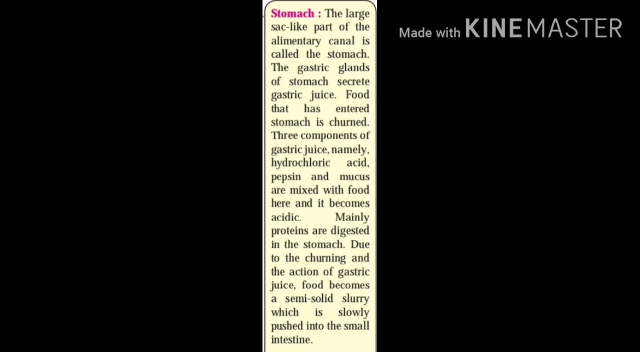 Stomach : The large
sac-like part of the
alimentary canal is
called the stomach.
The gastric glands
of stomach secrete
gastric juice. Food
that has entered
stomach is churned.
Three components of
gastric juice, namely,
hydrochloric acid,
pepsin and mucus
are mixed with food
here and it becomes
acidic. Mainly
proteins are digested
in the stomach. Due
to the churning and
the action of gastric
juice, food becomes
a semi-solid slurry
which is slowly
pushed into the small
intestine.
Made with KINEMASTER